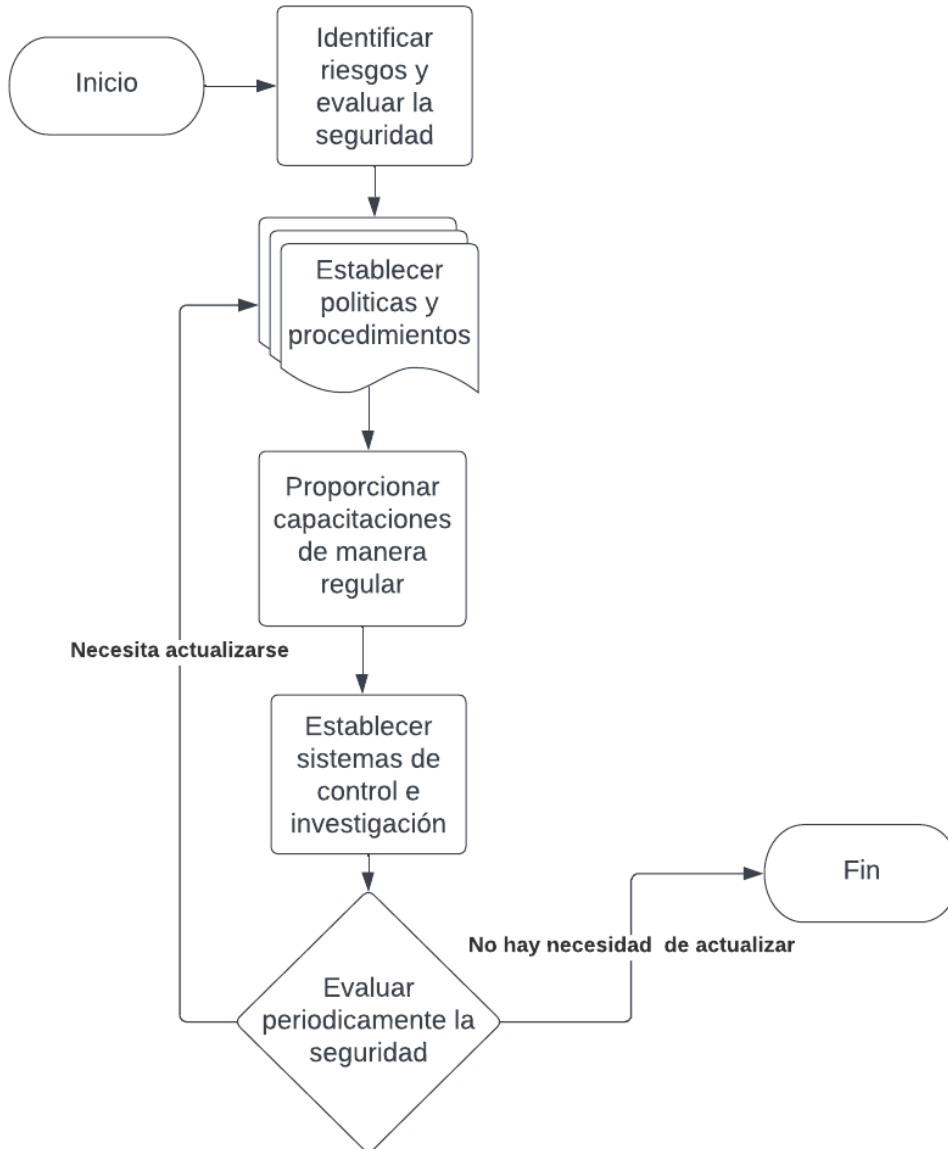 Inicio
Identificar
riesgos y
evaluar la
seguridad
Establecer
politicas y
procedimientos
Proporcionar
capacitaciones
de manera
regular
Necesita actualizarse
Establecer
sistemas de
control e
investigación
Fin
No hay necesidad  de actualizar
Evaluar
periodicamente la
seguridad